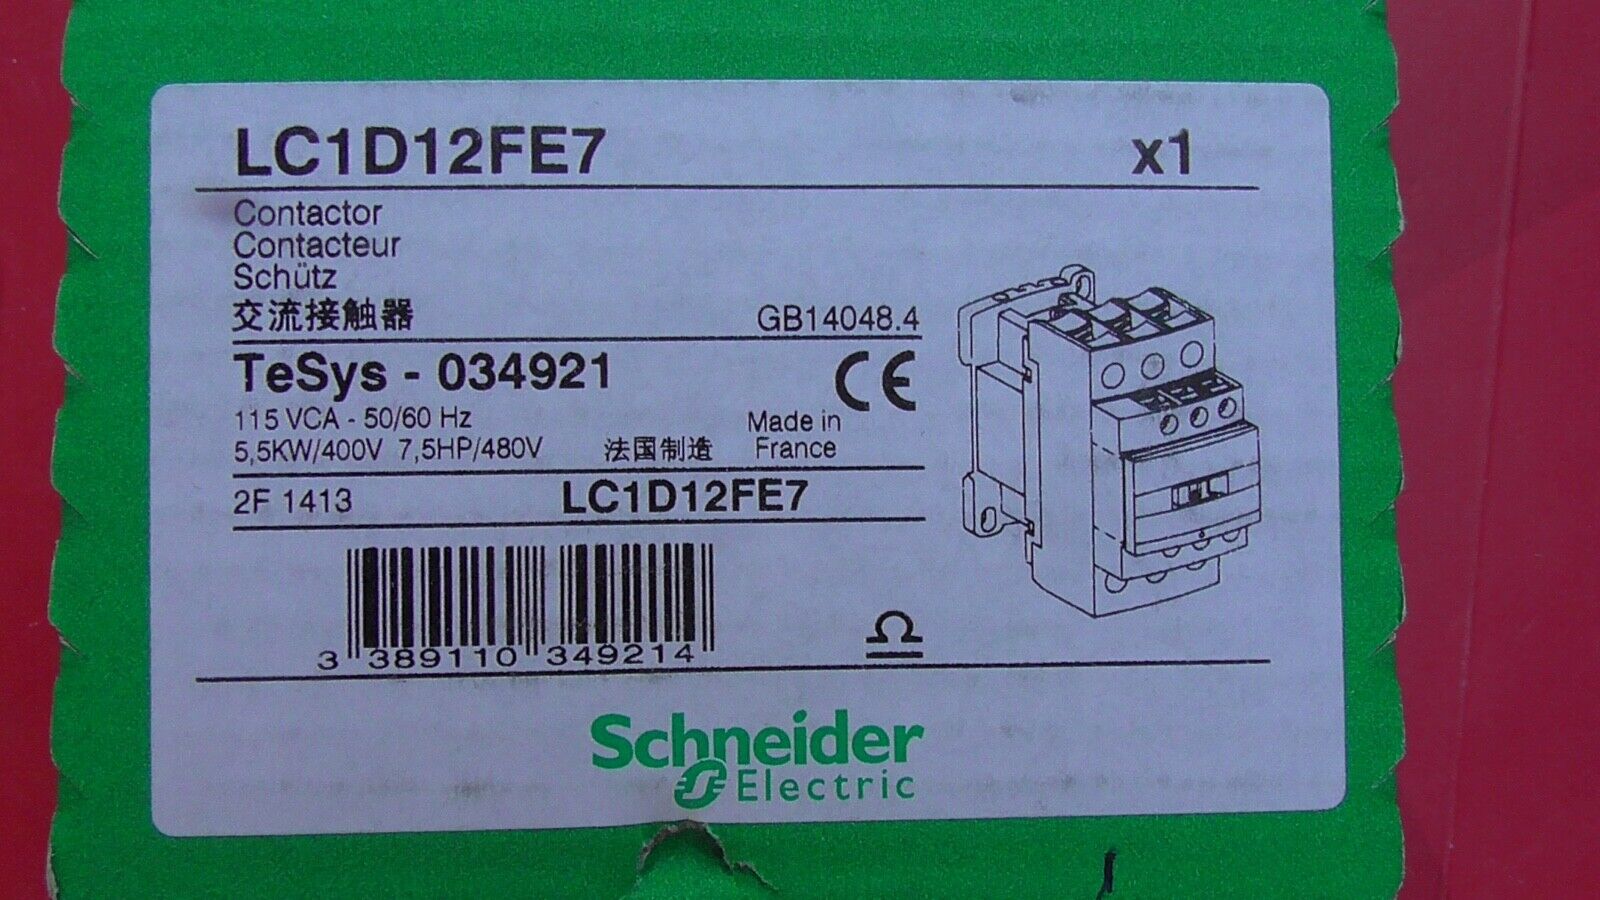 LC1D12FE7 x1
Contactor
Contacteur
Schütz
交流接触器 GB14048.4
TeSys - 034921 CE
115 VCA - 50/60 Hz Made in
5,5KW/400V 7,5HP/480V 法国制造 France
2F 1413 LC1D12FE7
3 389110 349214
Schneider
Electric